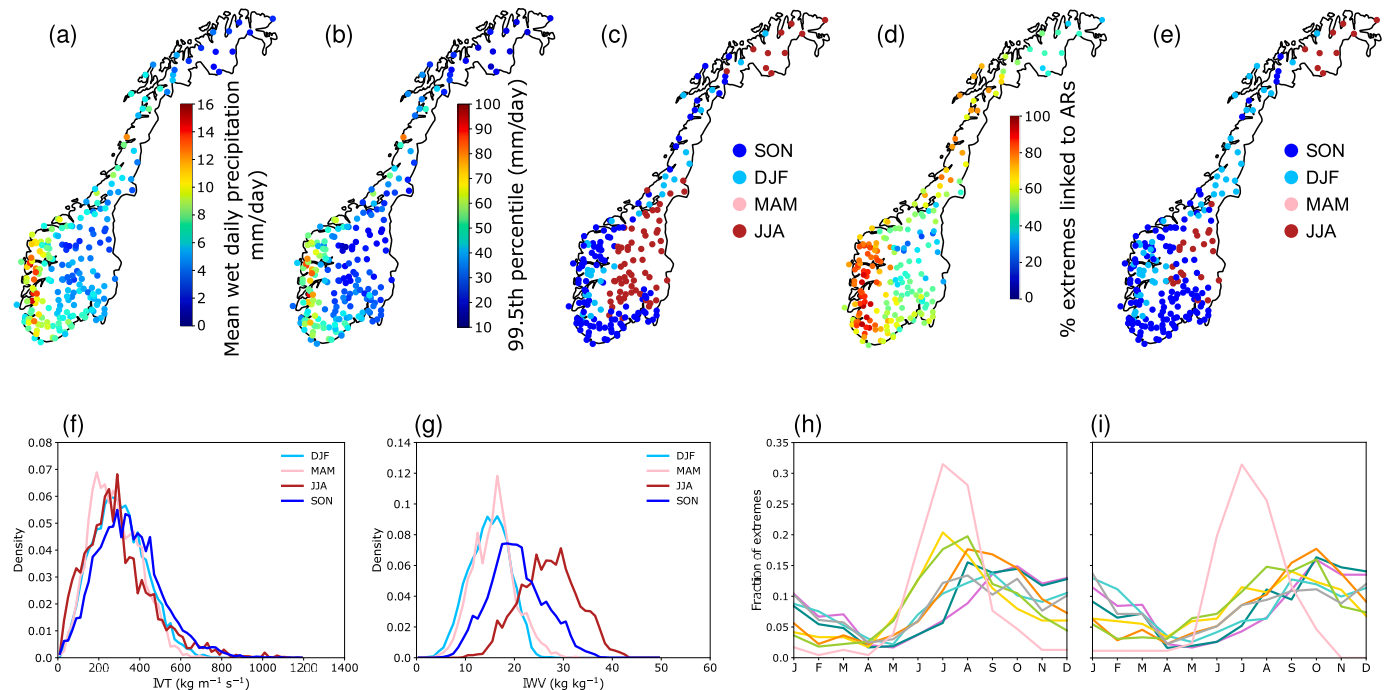 (a)
(b)
(c)
(d)
(e)
16
14
12
10
8
6
4
2
0
Mean wet daily precipitation
mm/day)
100
90
80
70
60
50
40
30
20
10
99.5th percentile (mm/day)
SON
DJF
MAM
JJA
100
80
60
40
20
0
% extremes linked to ARs
SON
DJF
MAM
JJA
(f)
(g)
(h)
(i)
0.08
0.07
0.06
0.05
0.04
0.03
0.02
0.01
0.0
Density
DJF
MAM
JJA
SON
0 200 400 600 800 1000 1200 1400
IVT (kg m⁻¹ s⁻¹)
0.14
0.12
0.1
0.08
0.06
0.04
0.02
0.0
Density
DJF
MAM
JJA
SON
0 10 20 30 40 50 60
IWV (kg kg⁻¹)
0.35
0.3
0.25
0.2
0.15
0.1
0.05
0.0
Fraction of extremes
J F M A M J J A S O N D
J F M A M J J A S O N D